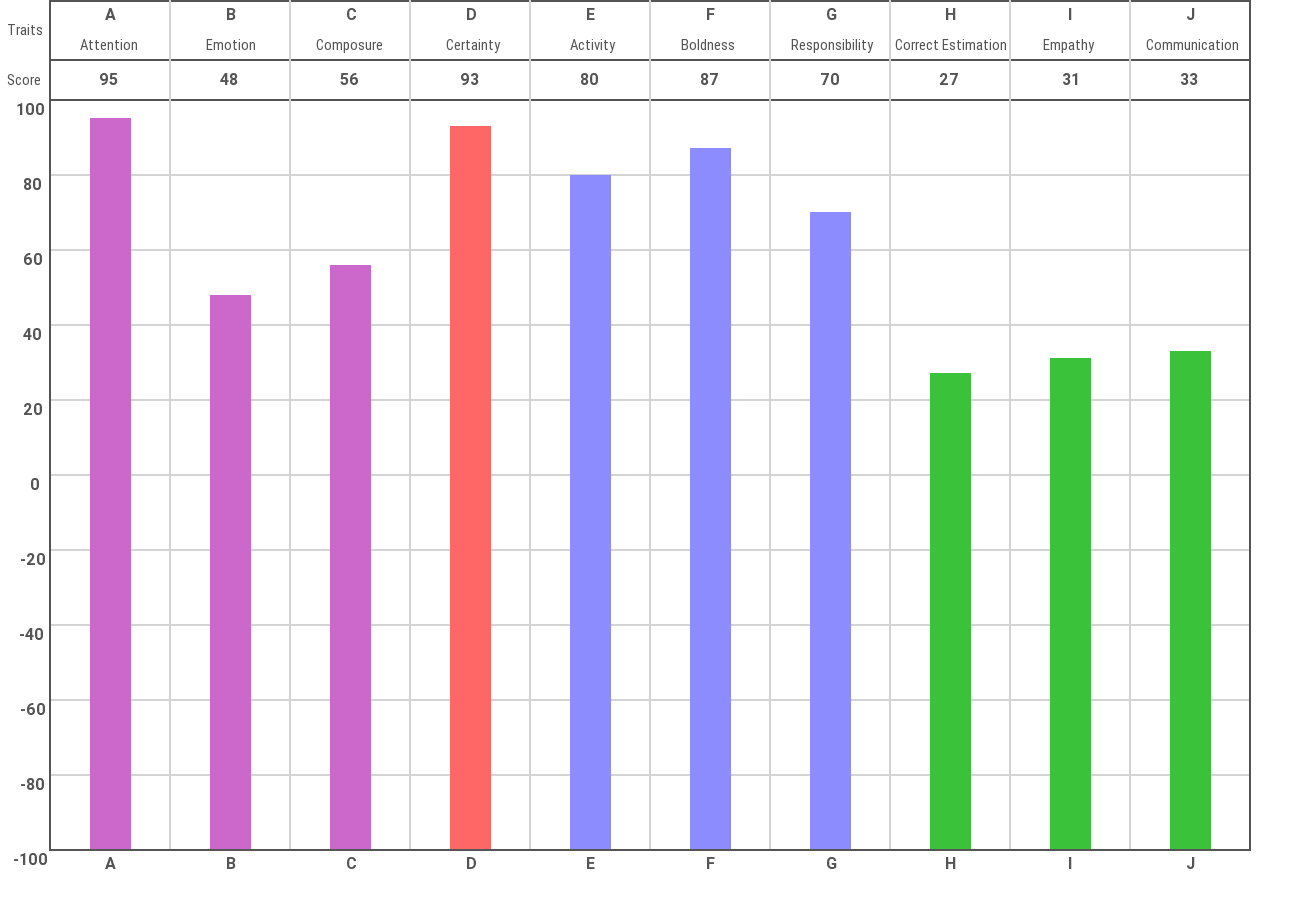 Traits A B C D E F G H I J
Attention Emotion Composure Certainty Activity Boldness Responsibility Correct Estimation Empathy Communication
Score 95 48 56 93 80 87 70 27 31 33
100
80
60
40
20
0
-20
-40
-60
-80
-100
A B C D E F G H I J